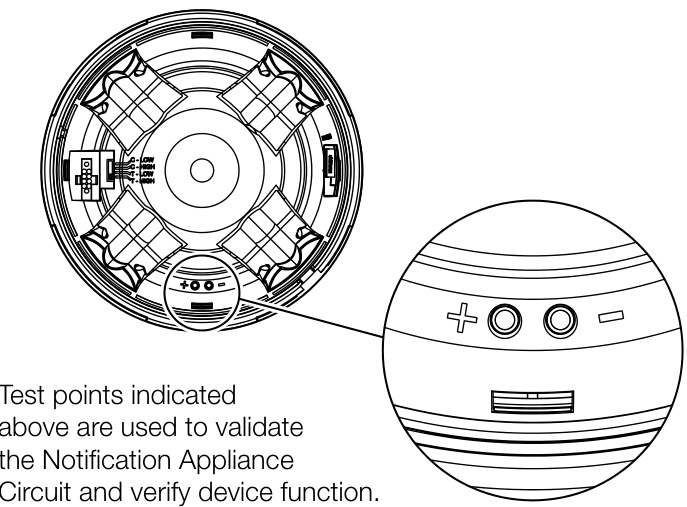 C - LOW
C - HIGH
T - LOW
T - HIGH
+ -
+ -
Test points indicated
above are used to validate
the Notification Appliance
Circuit and verify device function.